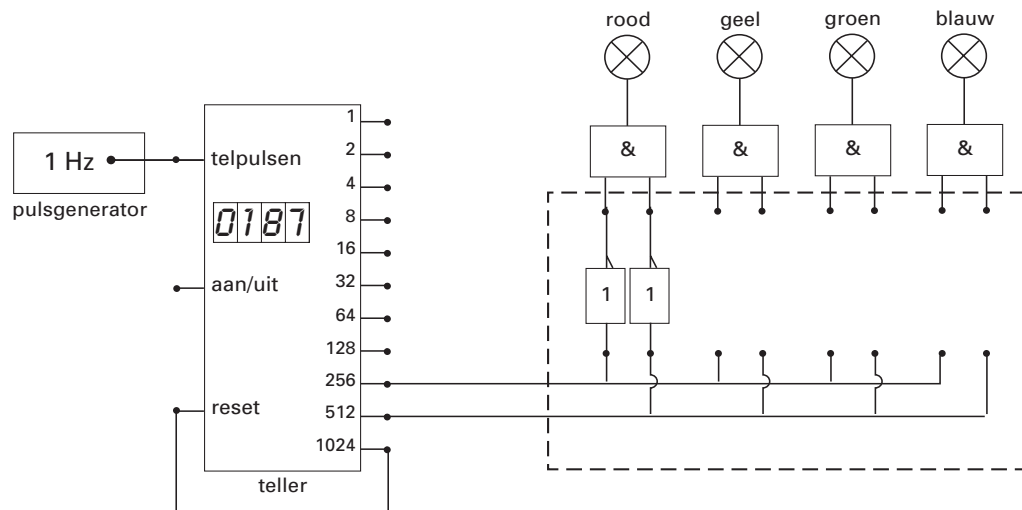 rood geel groen blauw
& & & &
1 Hz
pulsgenerator
telpulsen
0187
aan/uit
reset
1
2
4
8
16
32
64
128
256
512
1024
teller
1 1